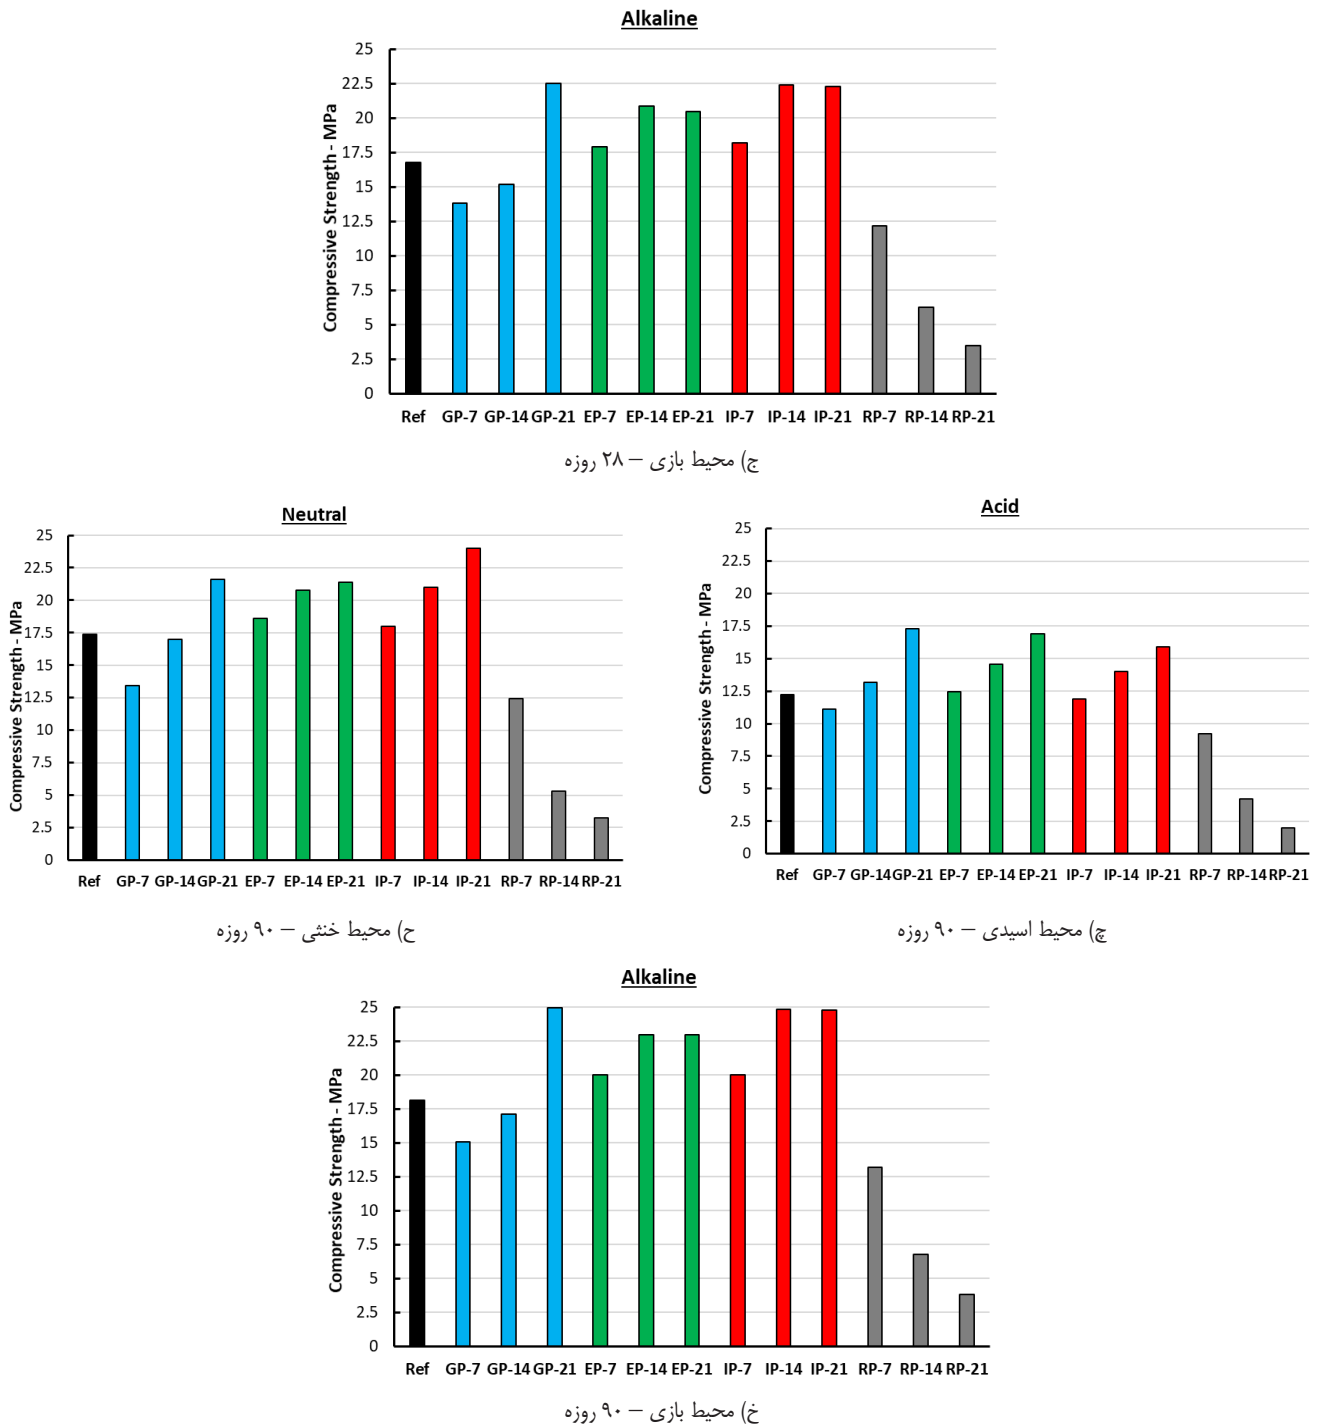 Alkaline
Compressive Strength - MPa
25
22.5
20
17.5
15
12.5
10
7.5
5
2.5
0
Ref GP-7 GP-14 GP-21 EP-7 EP-14 EP-21 IP-7 IP-14 IP-21 RP-7 RP-14 RP-21
ج) محیط بازی – ۲۸ روزه
Acid
Compressive Strength - MPa
25
22.5
20
17.5
15
12.5
10
7.5
5
2.5
0
Ref GP-7 GP-14 GP-21 EP-7 EP-14 EP-21 IP-7 IP-14 IP-21 RP-7 RP-14 RP-21
چ) محیط اسیدی – ۹۰ روزه
Neutral
Compressive Strength - MPa
25
22.5
20
17.5
15
12.5
10
7.5
5
2.5
0
Ref GP-7 GP-14 GP-21 EP-7 EP-14 EP-21 IP-7 IP-14 IP-21 RP-7 RP-14 RP-21
ح) محیط خنثی – ۹۰ روزه
Alkaline
Compressive Strength - MPa
25
22.5
20
17.5
15
12.5
10
7.5
5
2.5
0
Ref GP-7 GP-14 GP-21 EP-7 EP-14 EP-21 IP-7 IP-14 IP-21 RP-7 RP-14 RP-21
خ) محیط بازی – ۹۰ روزه